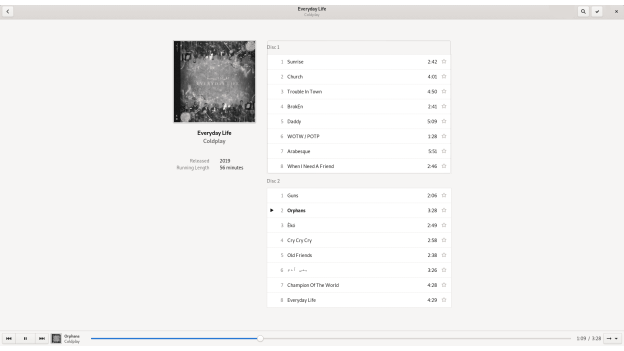 Everyday Life
Coldplay
Everyday Life
Coldplay
Released 2019
Running Length 56 minutes
Disc 1
1 Sunrise 2:42
2 Church 4:01
3 Trouble In Town 4:50
4 BrokEn 2:41
5 Daddy 5:09
6 WOTW / POTP 1:28
7 Arabesque 5:51
8 When I Need A Friend 2:46
Disc 2
1 Guns 2:06
2 Orphans 3:28
3 Èko 2:49
4 Cry Cry Cry 2:58
5 Old Friends 2:38
6 بنی آدم 3:26
7 Champion Of The World 4:28
8 Everyday Life 4:29
Orphans
Coldplay
1:09 / 3:28